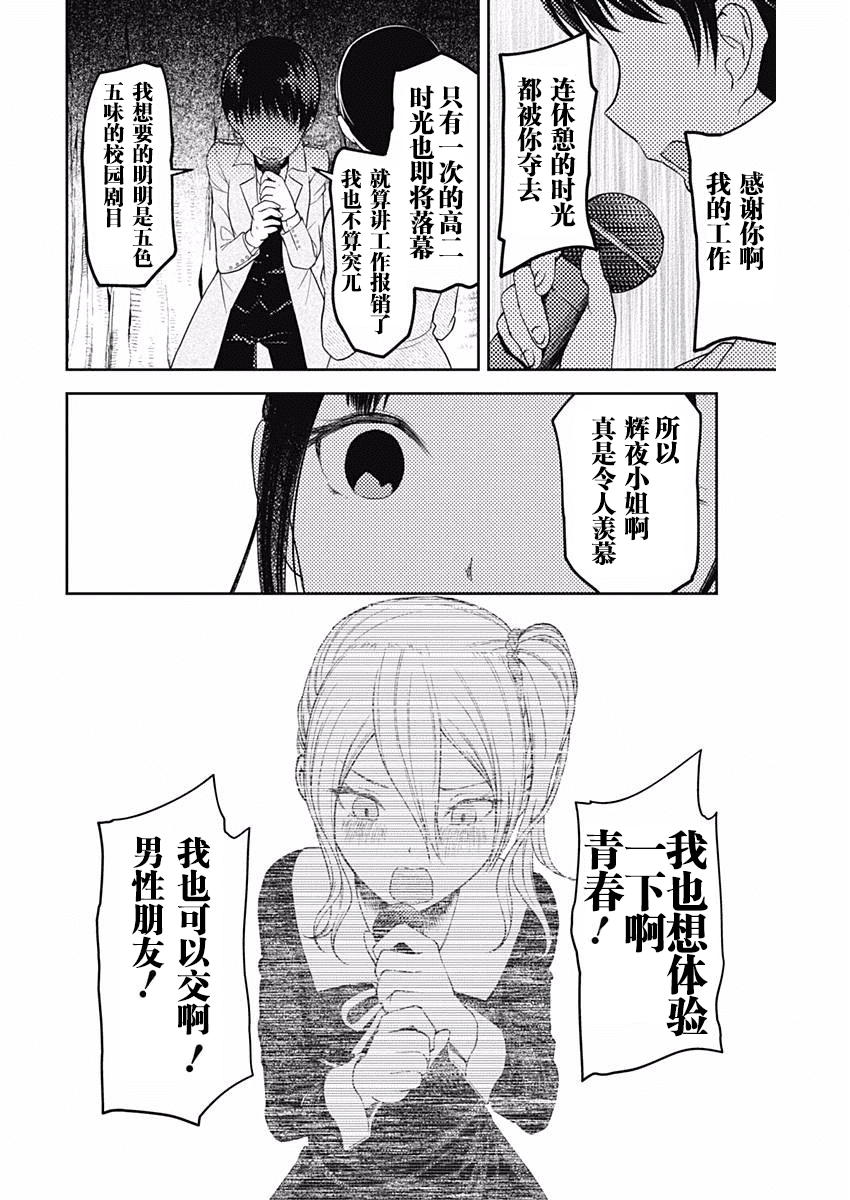 感谢你啊
我的工作
连休憩的时光
都被你夺去
只有一次的高二
时光也即将落幕
就算讲工作报销了
我也不算突兀
我想要的明明是五色
五味的校园剧目
所以
辉夜小姐啊
真是令人羡慕
我也想体验
一下啊
青春！
我也可以交啊！
男性朋友！